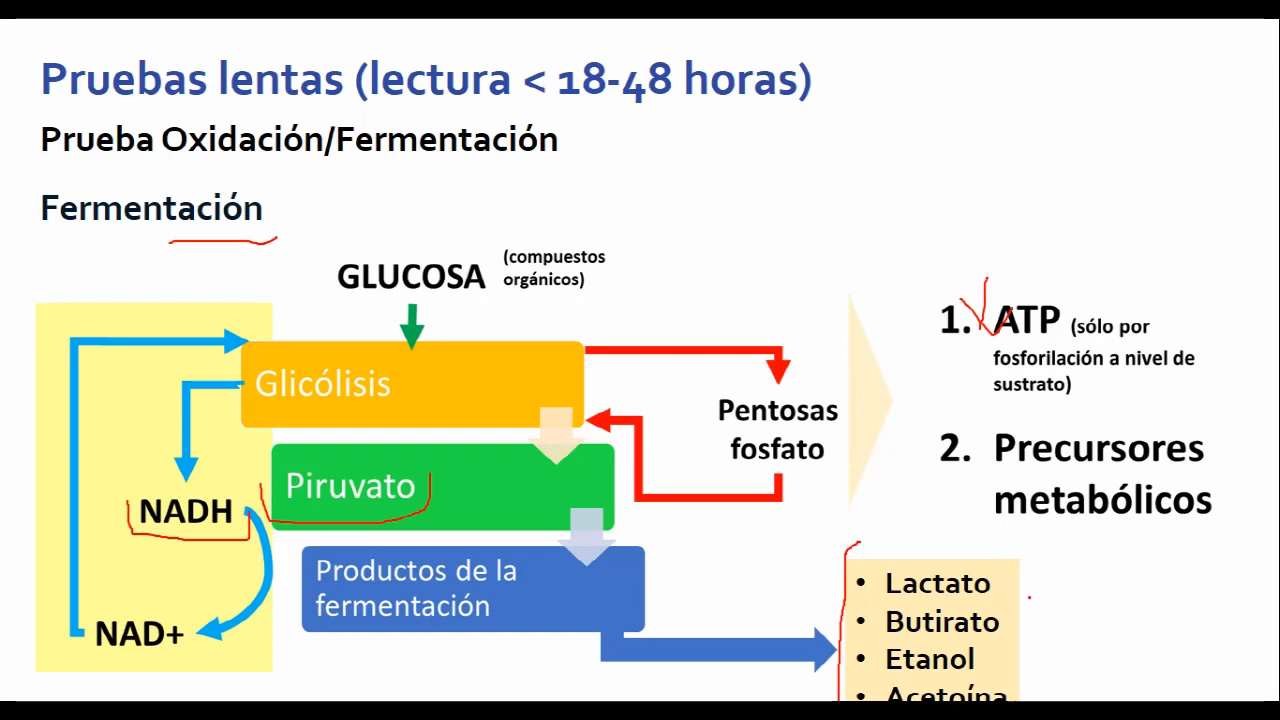 Pruebas lentas (lectura < 18-48 horas)
Prueba Oxidación/Fermentación
Fermentación
GLUCOSA (compuestos
orgánicos)
Glicólisis
Pentosas
fosfato
Piruvato
NADH
NAD+
Productos de la
fermentación
1. ATP (sólo por
fosforilación a nivel de
sustrato)
2. Precursores
metabólicos
• Lactato
• Butirato
• Etanol
• Acetoína